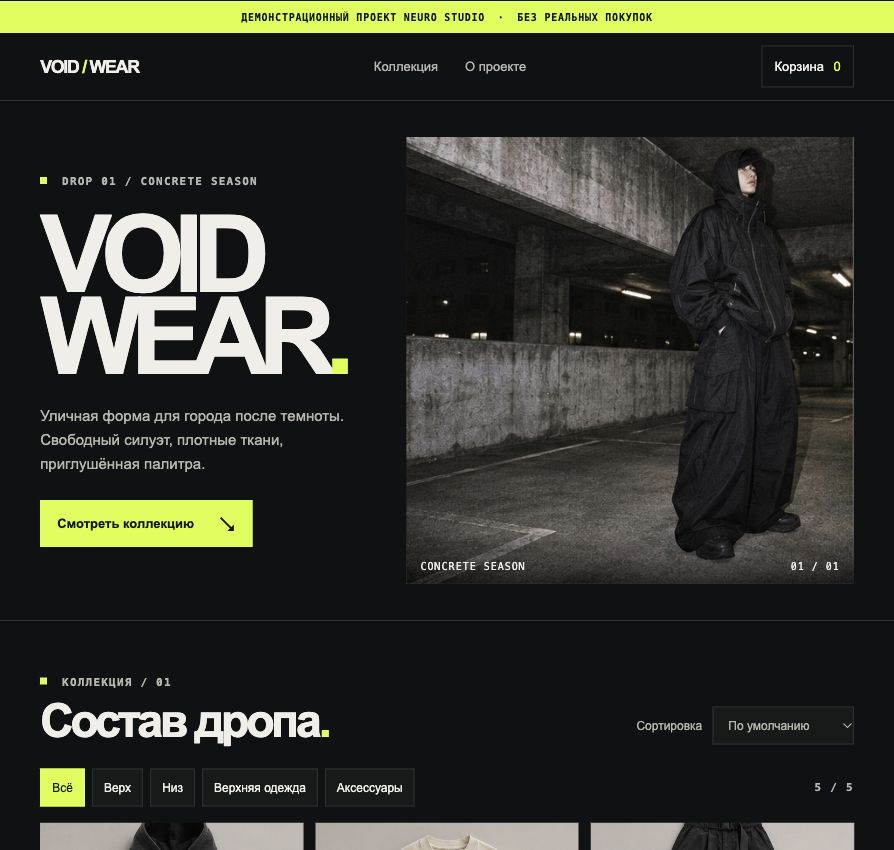 ДЕМОНСТРАЦИОННЫЙ ПРОЕКТ NEURO STUDIO · БЕЗ РЕАЛЬНЫХ ПОКУПОК
VOID / WEAR
Коллекция
О проекте
Корзина 0
DROP 01 / CONCRETE SEASON
VOID
WEAR.
Уличная форма для города после темноты.
Свободный силуэт, плотные ткани,
приглушённая палитра.
Смотреть коллекцию ↘
CONCRETE SEASON
01 / 01
КОЛЛЕКЦИЯ / 01
Состав дропа.
Сортировка
По умолчанию
Всё
Верх
Низ
Верхняя одежда
Аксессуары
5 / 5